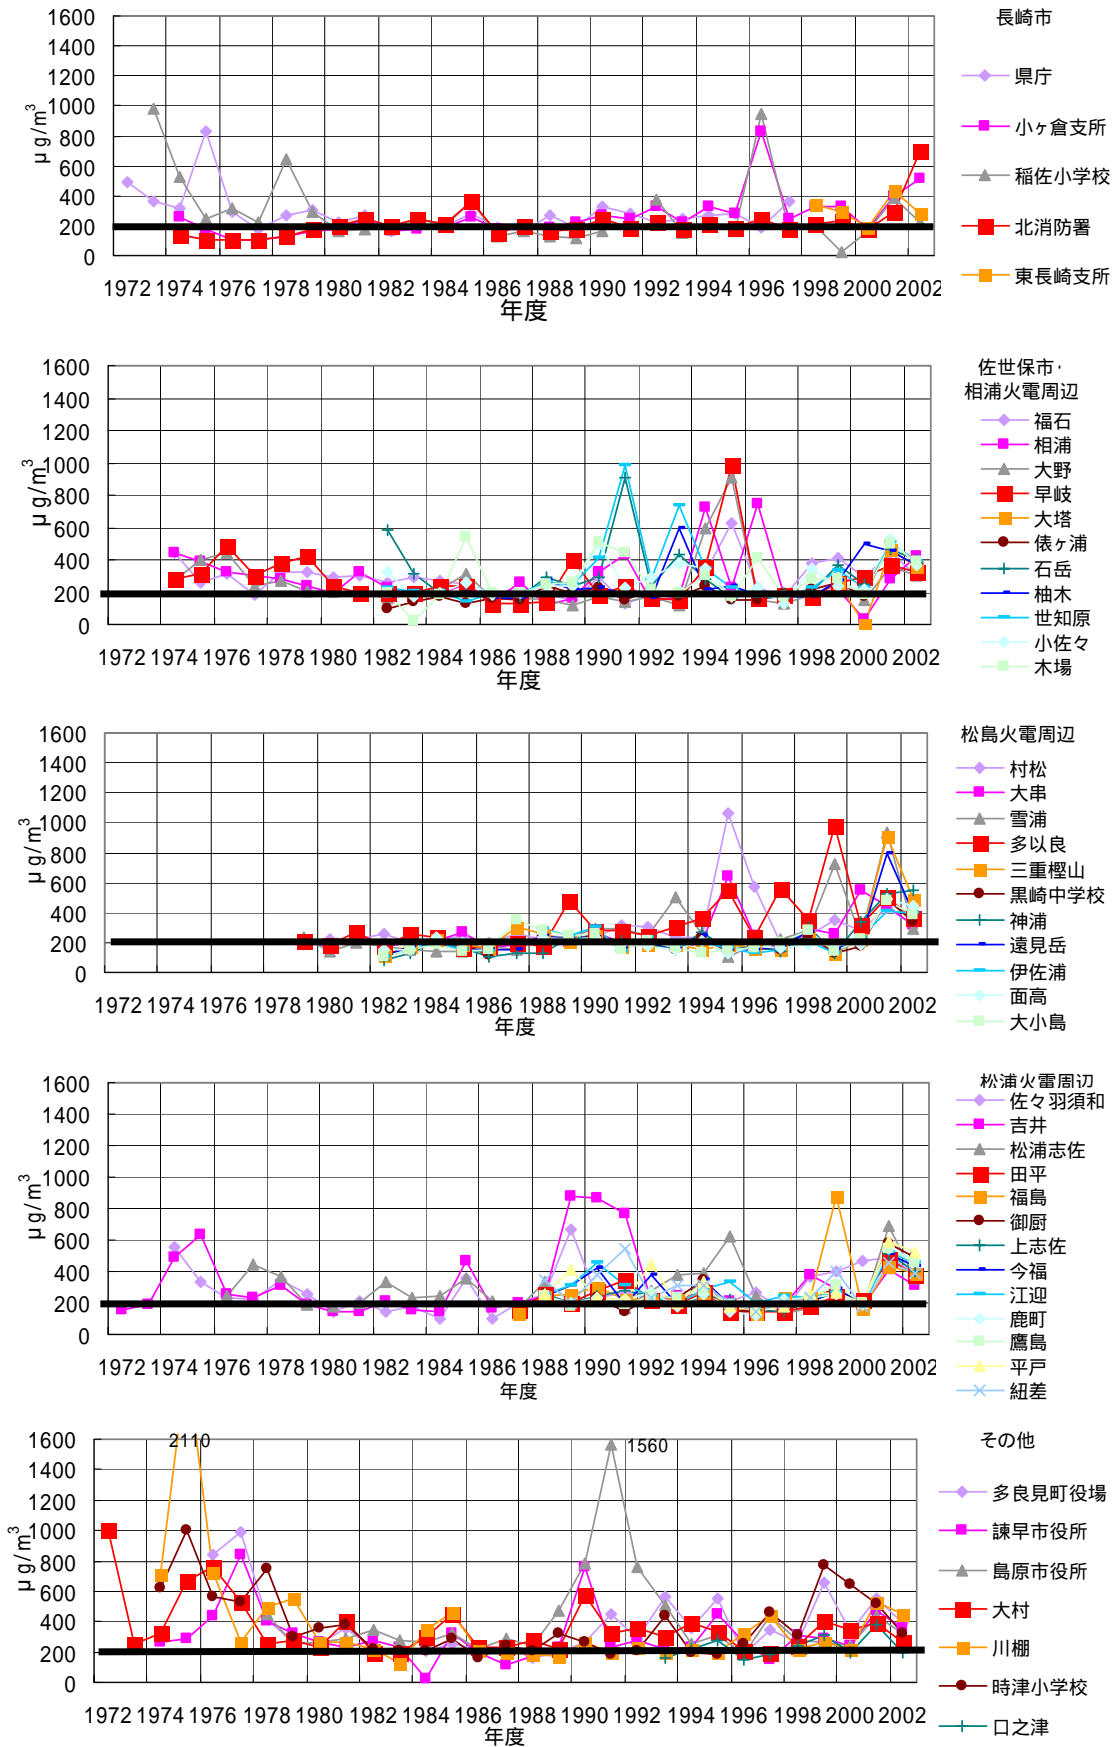 長崎市
1600
1400
1200
1000
800
600
400
200
0
μg/m³
1972 1974 1976 1978 1980 1982 1984 1986 1988 1990 1992 1994 1996 1998 2000 2002
年度
県庁
小ヶ倉支所
稲佐小学校
北消防署
東長崎支所
佐世保市・
相浦火電周辺
1600
1400
1200
1000
800
600
400
200
0
μg/m³
1972 1974 1976 1978 1980 1982 1984 1986 1988 1990 1992 1994 1996 1998 2000 2002
年度
福石
相浦
大野
早岐
大塔
俵ヶ浦
石岳
柚木
世知原
小佐々
木場
松島火電周辺
1600
1400
1200
1000
800
600
400
200
0
μg/m³
1972 1974 1976 1978 1980 1982 1984 1986 1988 1990 1992 1994 1996 1998 2000 2002
年度
村松
大串
雪浦
多以良
三重樫山
黒崎中学校
神浦
遠見岳
伊佐浦
面高
大小島
松浦火電周辺
1600
1400
1200
1000
800
600
400
200
0
μg/m³
1972 1974 1976 1978 1980 1982 1984 1986 1988 1990 1992 1994 1996 1998 2000 2002
年度
佐々羽須和
吉井
松浦志佐
田平
福島
御厨
上志佐
今福
江迎
鹿町
鷹島
平戸
紐差
その他
1600
1400
1200
1000
800
600
400
200
0
μg/m³
2110
1560
1972 1974 1976 1978 1980 1982 1984 1986 1988 1990 1992 1994 1996 1998 2000 2002
年度
多良見町役場
諫早市役所
島原市役所
大村
川棚
時津小学校
口之津